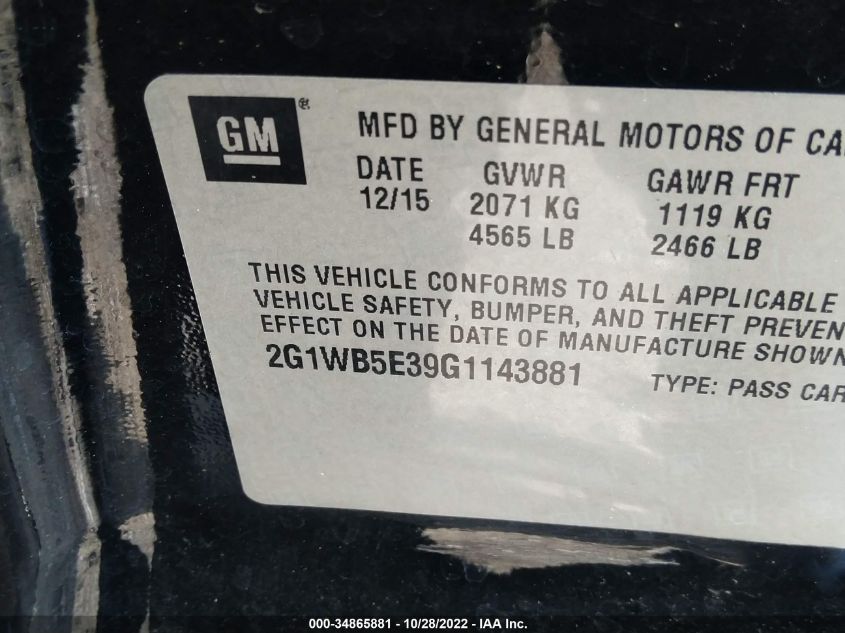 GM ®
MFD BY GENERAL MOTORS OF CA
DATE GVWR GAWR FRT
12/15 2071 KG 1119 KG
4565 LB 2466 LB
THIS VEHICLE CONFORMS TO ALL APPLICABLE
VEHICLE SAFETY, BUMPER, AND THEFT PREVEN
EFFECT ON THE DATE OF MANUFACTURE SHOWN
2G1WB5E39G1143881 TYPE: PASS CAR
000-34865881 / 10/28/2022 - IAA Inc.